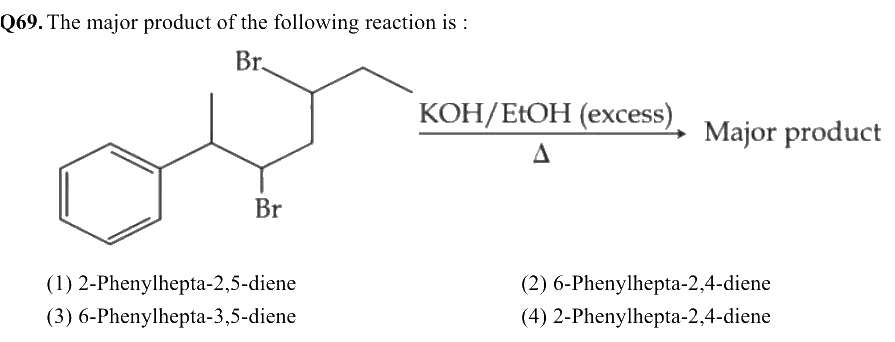 Q69. The major product of the following reaction is :
Br
KOH/EtOH (excess)
Δ
Major product
Br
(1) 2-Phenylhepta-2,5-diene
(2) 6-Phenylhepta-2,4-diene
(3) 6-Phenylhepta-3,5-diene
(4) 2-Phenylhepta-2,4-diene